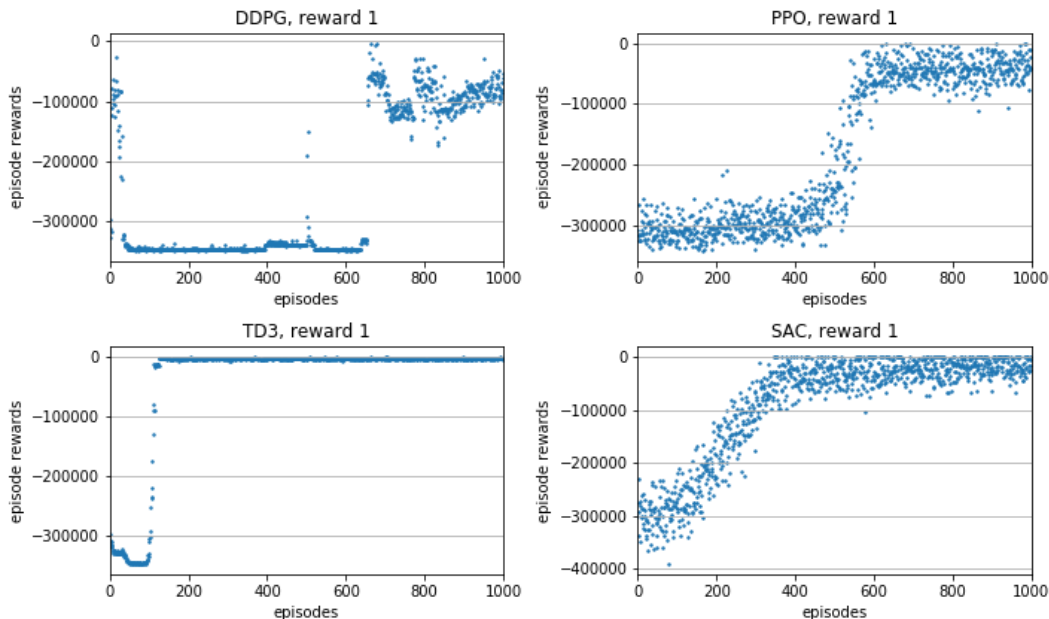 DDPG, reward 1
0
−100000
−200000
−300000
episode rewards
0 200 400 600 800 1000
episodes
PPO, reward 1
0
−100000
−200000
−300000
episode rewards
0 200 400 600 800 1000
episodes
TD3, reward 1
0
−100000
−200000
−300000
episode rewards
0 200 400 600 800 1000
episodes
SAC, reward 1
0
−100000
−200000
−300000
−400000
episode rewards
0 200 400 600 800 1000
episodes